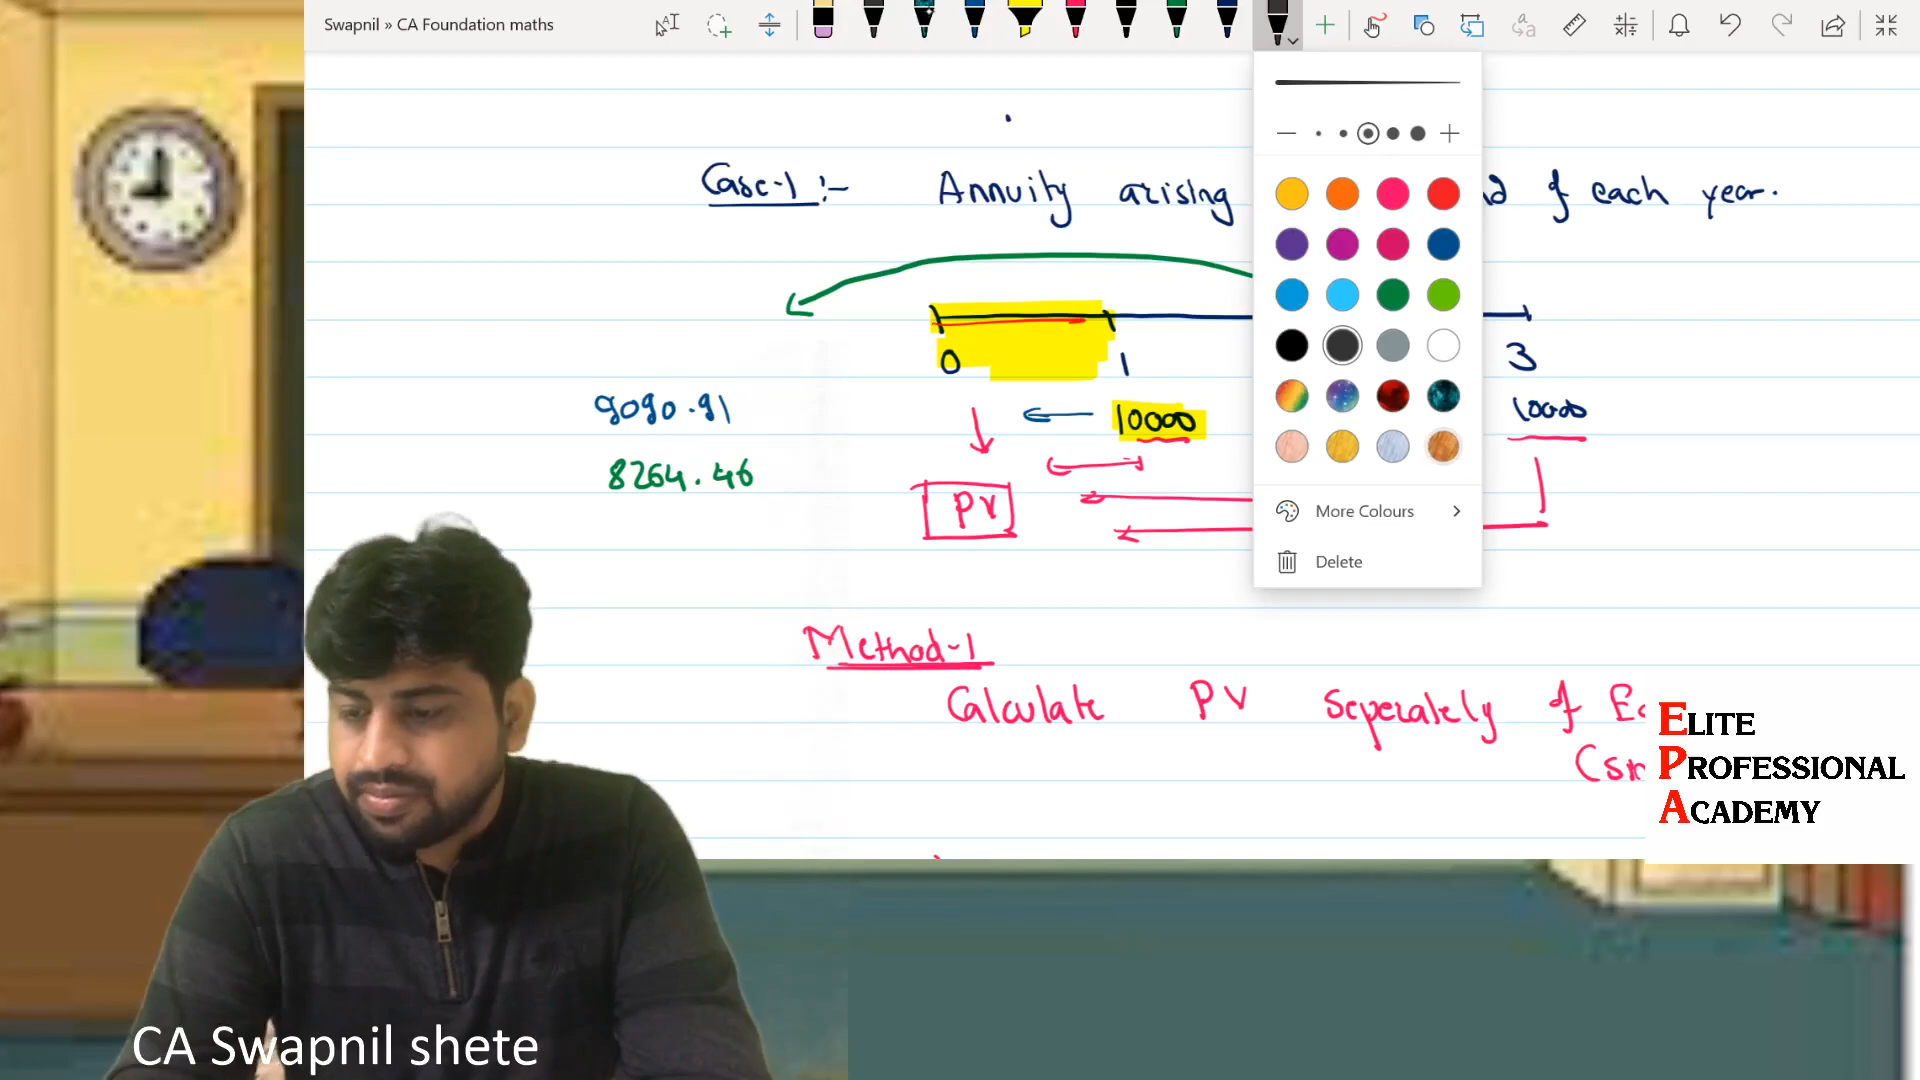 Swapnil » CA Foundation maths
Case-1 :- Annuity arising of each year.
0 1 3
9090.91 10000 10000
8264.46
PV
More Colours
Delete
Method-1
Calculate PV Seperately of
ELITE
PROFESSIONAL
ACADEMY
CA Swapnil shete